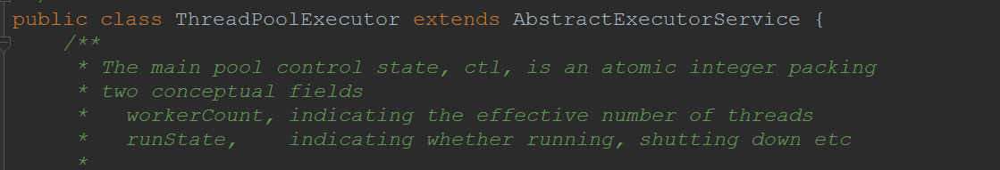 public class ThreadPoolExecutor extends AbstractExecutorService {
/**
* The main pool control state, ctl, is an atomic integer packing
* two conceptual fields
*   workerCount, indicating the effective number of threads
*   runState,    indicating whether running, shutting down etc
*